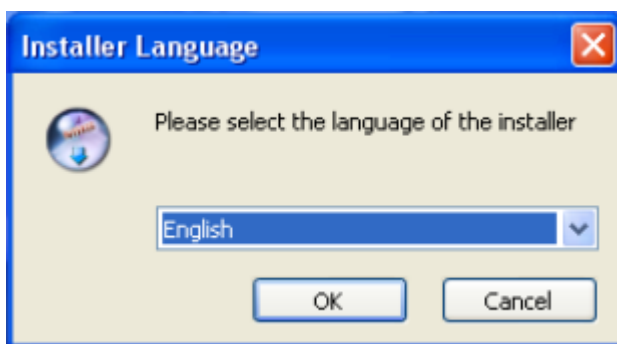 Installer Language
Please select the language of the installer
English
OK
Cancel